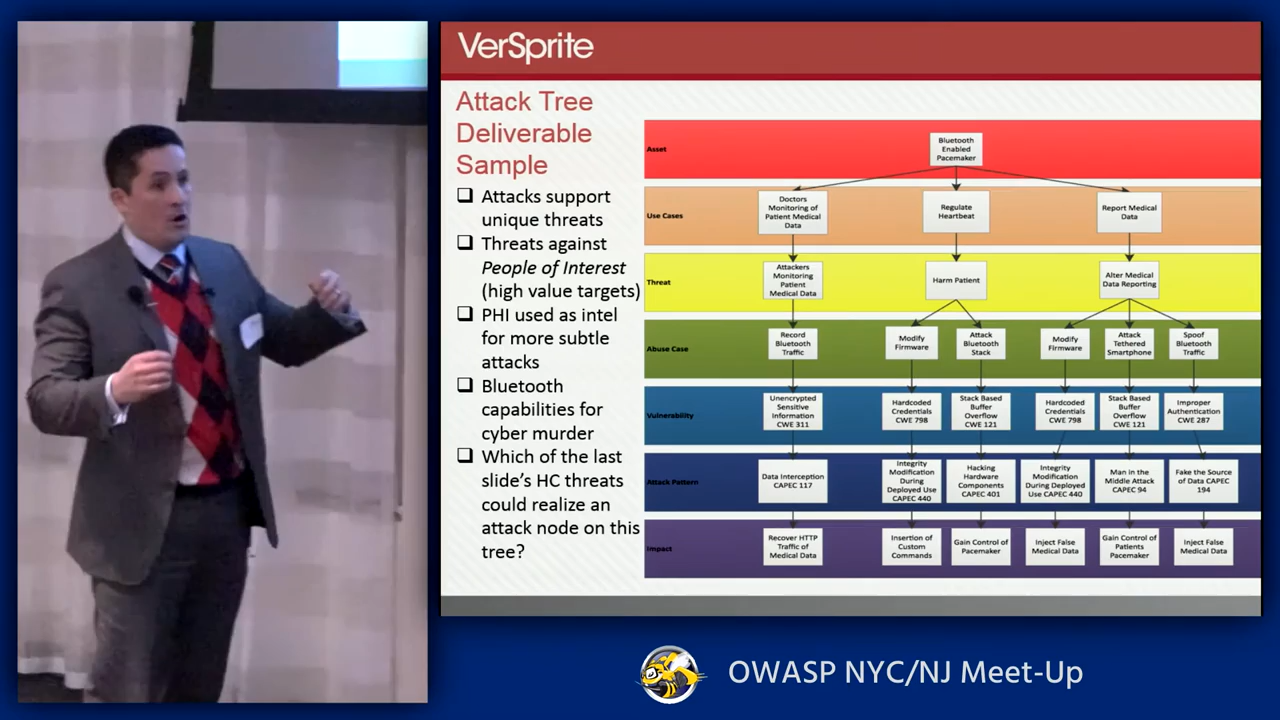 VerSprite
Attack Tree
Deliverable
Sample
❑ Attacks support
unique threats
❑ Threats against
People of Interest
(high value targets)
❑ PHI used as intel
for more subtle
attacks
❑ Bluetooth
capabilities for
cyber murder
❑ Which of the last
slide's HC threats
could realize an
attack node on this
tree?
Asset
Bluetooth
Enabled
Pacemaker
Use Cases
Doctors
Monitoring of
Patient Medical
Data
Regulate
Heartbeat
Report Medical
Data
Threat
Attackers
Monitoring
Patient
Medical Data
Harm Patient
Alter Medical
Data Reporting
Abuse Case
Record
Bluetooth
Traffic
Modify
Firmware
Attack
Bluetooth
Stack
Modify
Firmware
Attack
Tethered
Smartphone
Spoof
Bluetooth
Traffic
Vulnerability
Unencrypted
Sensitive
Information
CWE 311
Hardcoded
Credentials
CWE 798
Stack Based
Buffer
Overflow
CWE 121
Hardcoded
Credentials
CWE 798
Stack Based
Buffer
Overflow
CWE 121
Improper
Authentication
CWE 287
Attack Pattern
Data Interception
CAPEC 117
Integrity
Modification
During
Deployed Use
CAPEC 440
Hacking
Hardware
Components
CAPEC 401
Integrity
Modification
During Deployed
Use CAPEC 440
Man in the
Middle Attack
CAPEC 94
Fake the Source
of Data CAPEC
194
Impact
Recover HTTP
Traffic of
Medical Data
Insertion of
Custom
Commands
Gain Control of
Pacemaker
Inject False
Medical Data
Gain Control of
Patients
Pacemaker
Inject False
Medical Data
OWASP NYC/NJ Meet-Up